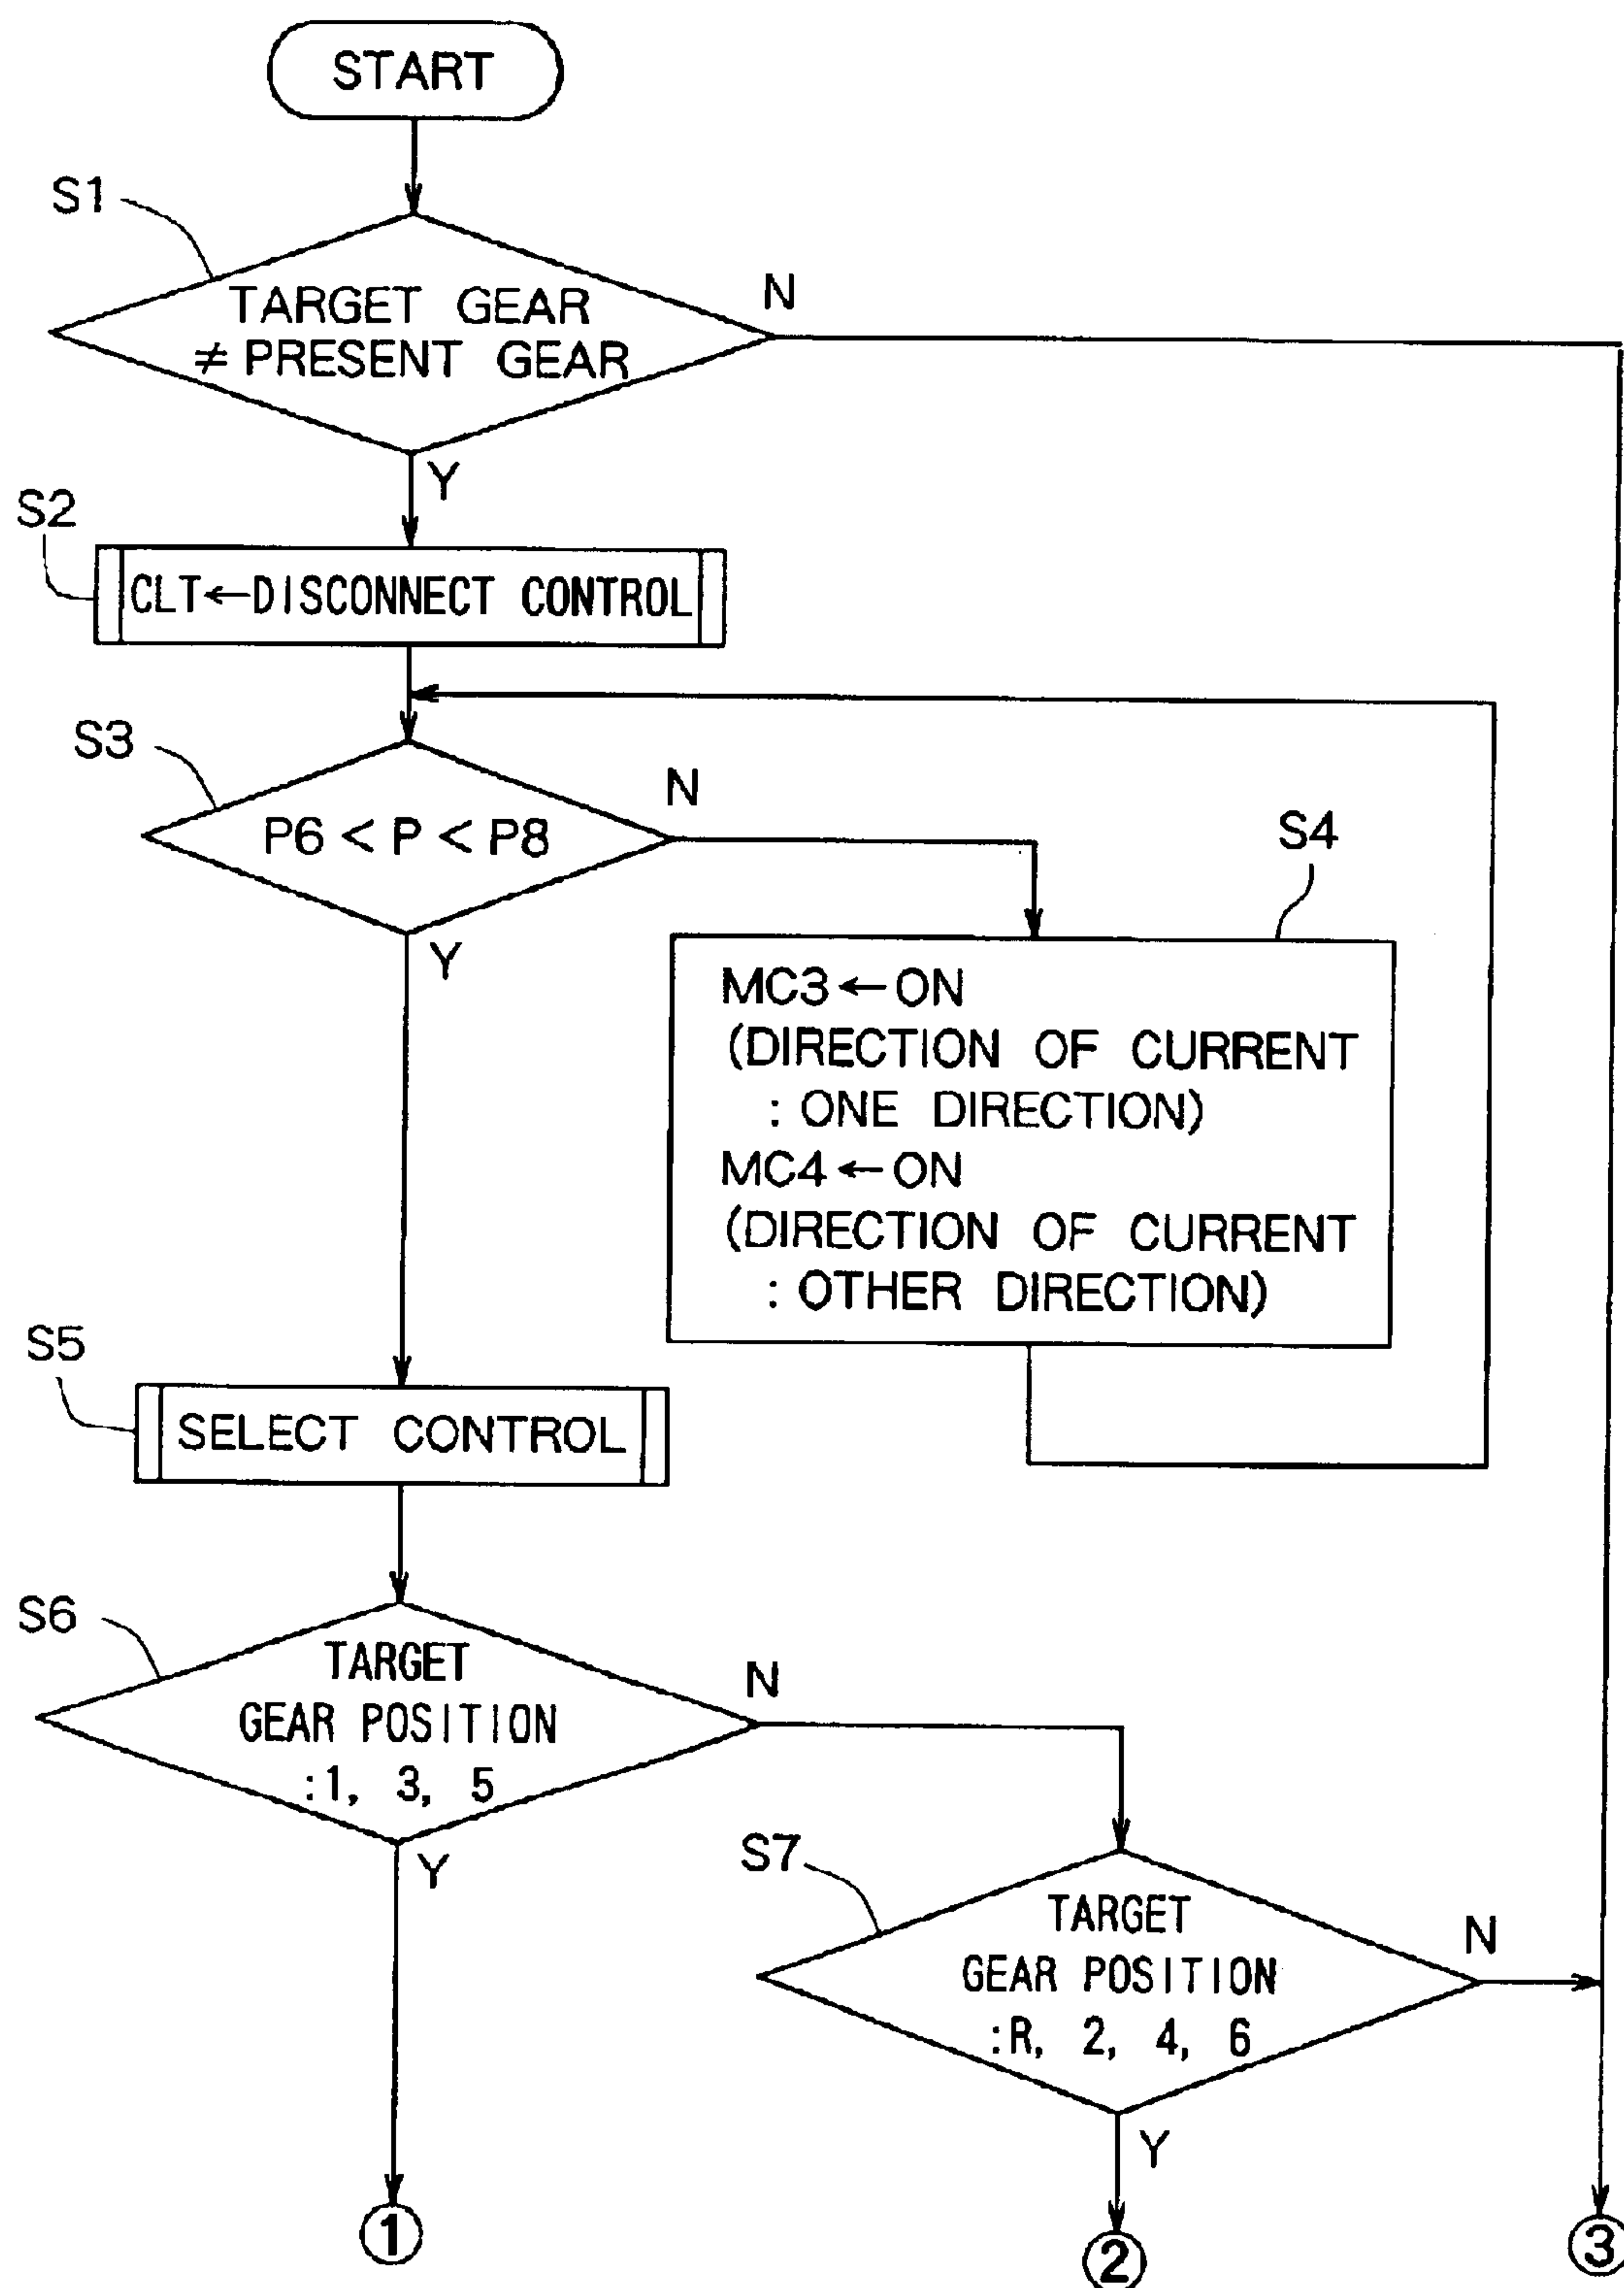 START
S1
TARGET GEAR
≠ PRESENT GEAR
N
Y
S2
CLT←DISCONNECT CONTROL
S3
P6 < P < P8
N
Y
S4
MC3←ON
(DIRECTION OF CURRENT
: ONE DIRECTION)
MC4←ON
(DIRECTION OF CURRENT
: OTHER DIRECTION)
S5
SELECT CONTROL
S6
TARGET
GEAR POSITION
:1, 3, 5
N
Y
S7
TARGET
GEAR POSITION
:R, 2, 4, 6
N
Y
①
②
③